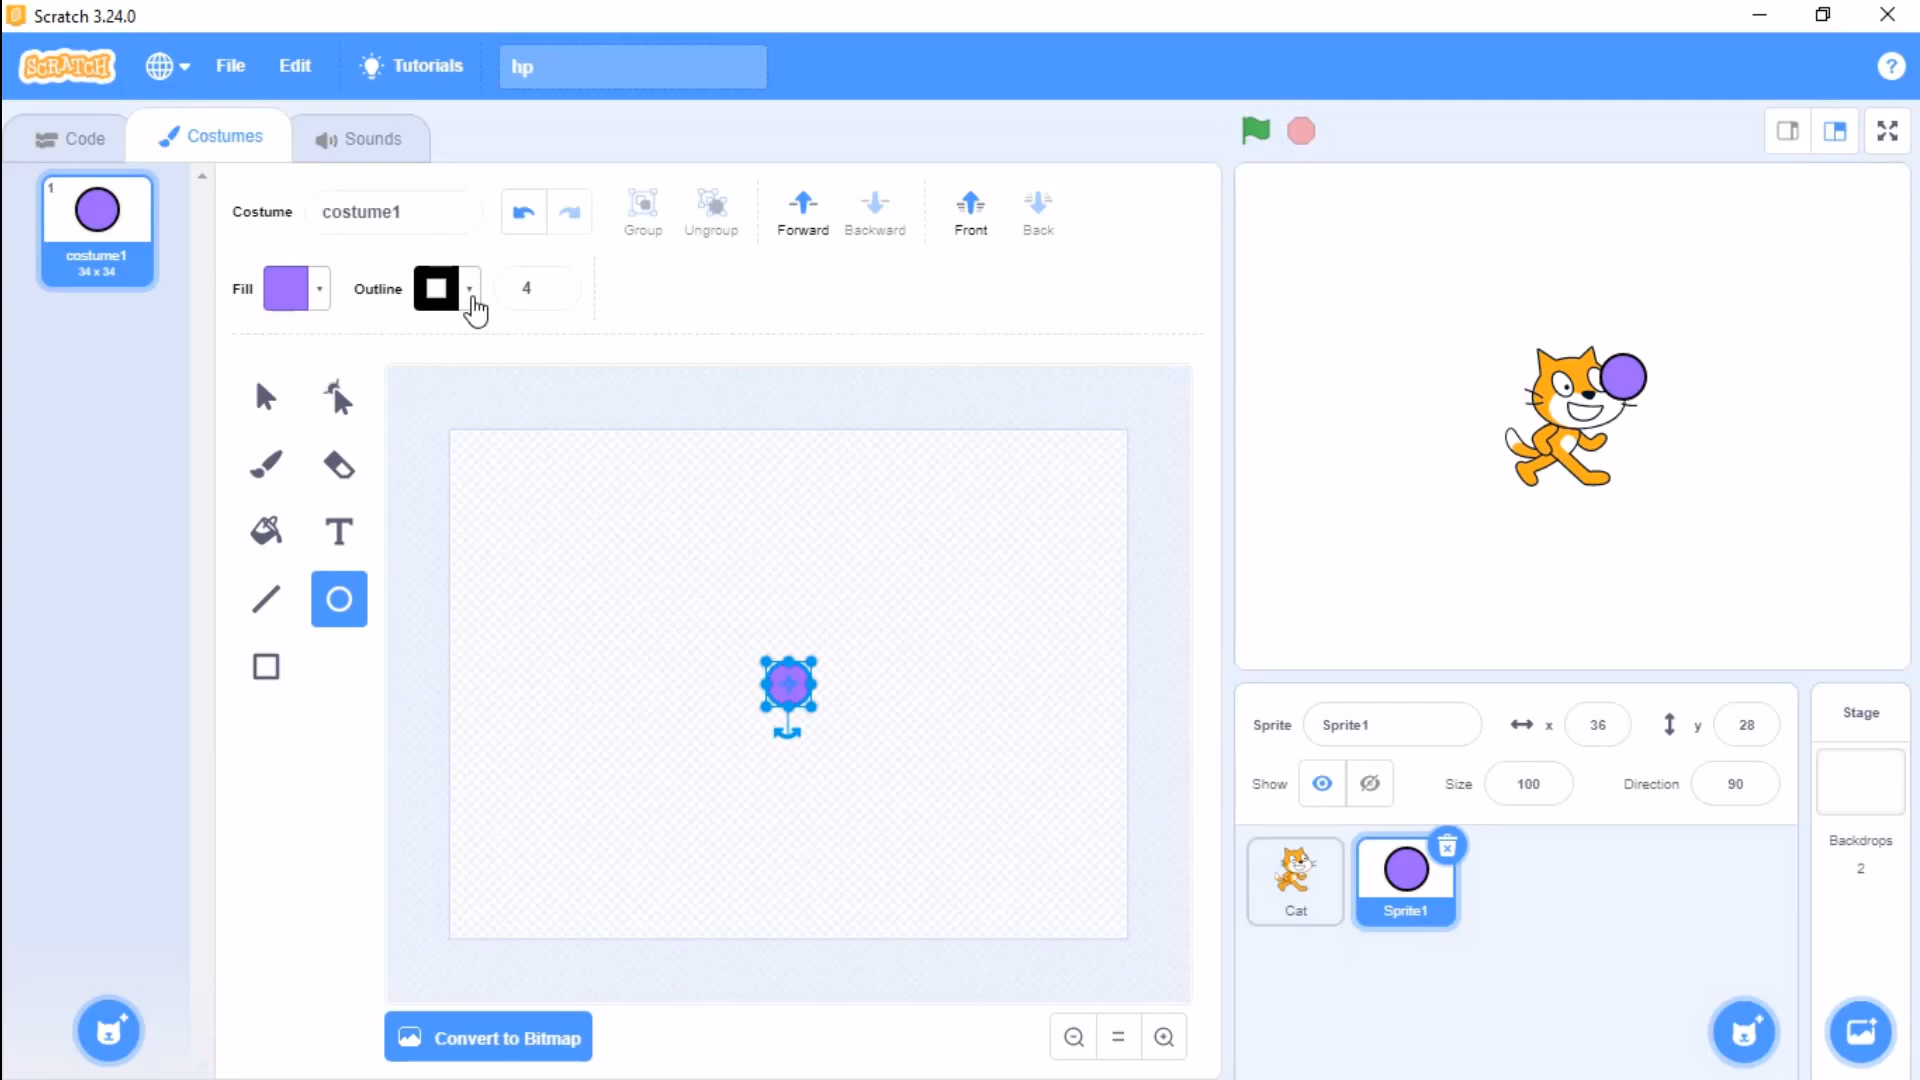 Scratch 3.24.0
SCRATCH
File
Edit
Tutorials
hp
?
Code
Costumes
Sounds
1
costume1
34 x 34
Costume
costume1
Group
Ungroup
Forward
Backward
Front
Back
Fill
Outline
4
T
Convert to Bitmap
Sprite
Sprite1
x
36
y
28
Show
Size
100
Direction
90
Cat
Sprite1
Stage
Backdrops
2